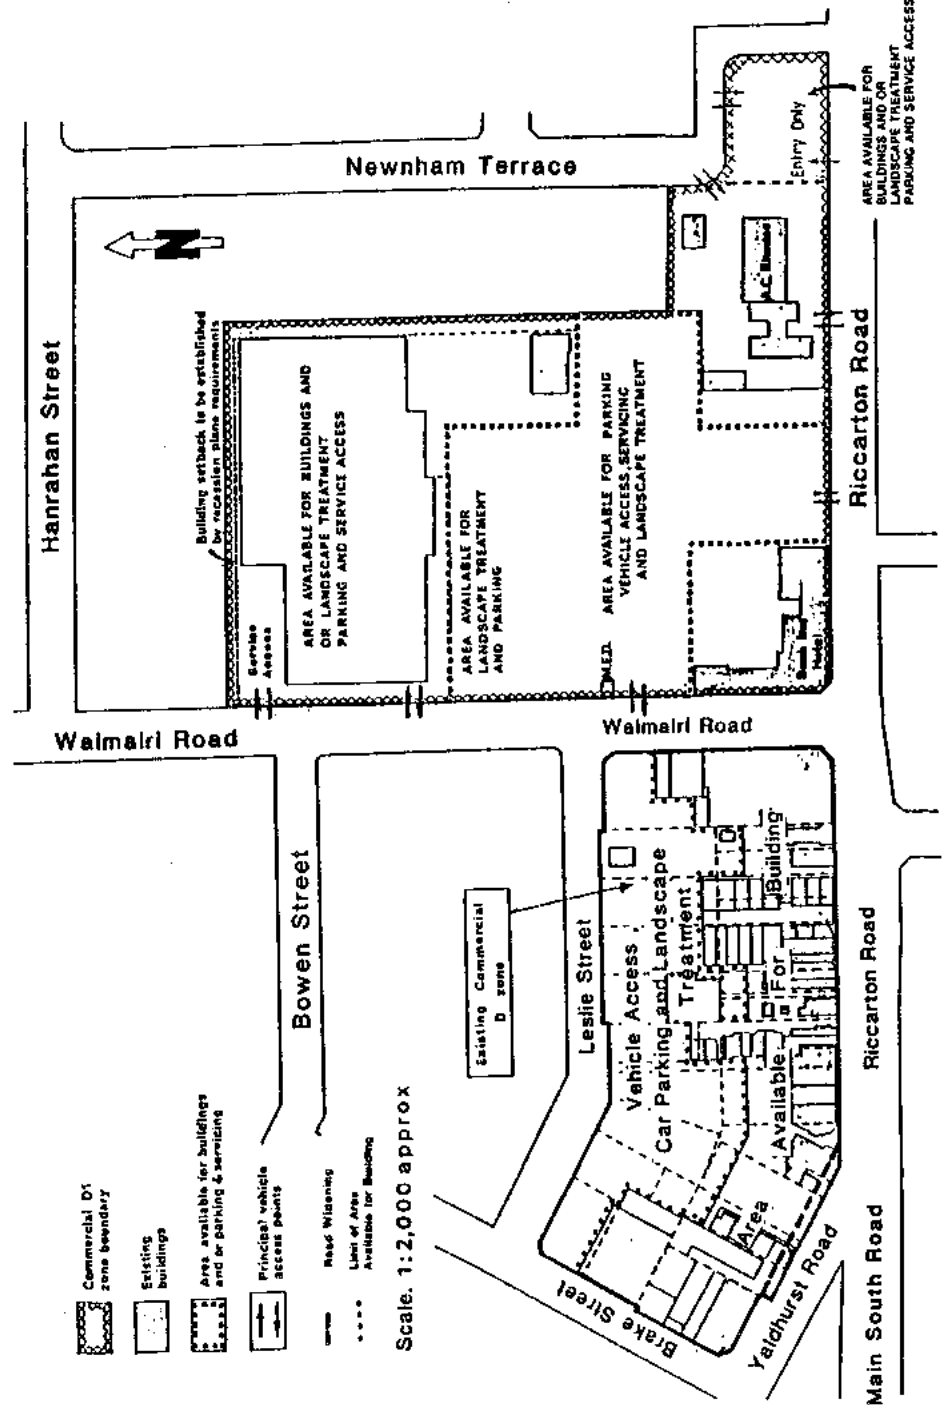 Hanrahan Street
Newnham Terrace
N
AREA AVAILABLE FOR
BUILDINGS AND OR
LANDSCAPE TREATMENT
PARKING AND SERVICE ACCESS
Entry Only
Building setback to be established
by recession plane requirements
AREA AVAILABLE FOR BUILDINGS AND
OR LANDSCAPE TREATMENT
PARKING AND SERVICE ACCESS
Service
Access
AREA AVAILABLE FOR
LANDSCAPE TREATMENT
AND PARKING
M.E.D.
AREA AVAILABLE FOR PARKING
VEHICLE ACCESS, SERVICING
AND LANDSCAPE TREATMENT
Hotel
Riccarton Road
Waimairi Road
Waimairi Road
Bowen Street
Existing Commercial
D zone
Leslie Street
Vehicle Access,
Car Parking and Landscape
Treatment
Area
Available
For
Building
Riccarton Road
Brake Street
Yaldhurst Road
Main South Road
Commercial D1
zone boundary
Existing
buildings
Area available for buildings
and or parking & servicing
Principal vehicle
access points
Road Widening
Limit of Area
Available for Building
Scale. 1:2,000 approx